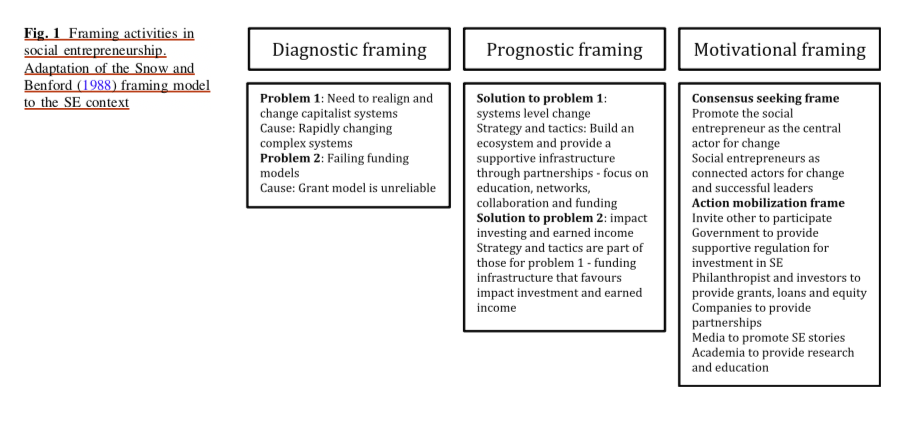 Fig. 1 Framing activities in
social entrepreneurship.
Adaptation of the Snow and
Benford (1988) framing model
to the SE context
Diagnostic framing
Problem 1: Need to realign and
change capitalist systems
Cause: Rapidly changing
complex systems
Problem 2: Failing funding
models
Cause: Grant model is unreliable
Prognostic framing
Solution to problem 1:
systems level change
Strategy and tactics: Build an
ecosystem and provide a
supportive infrastructure
through partnerships - focus on
education, networks,
collaboration and funding
Solution to problem 2: impact
investing and earned income
Strategy and tactics are part of
those for problem 1 - funding
infrastructure that favours
impact investment and earned
income
Motivational framing
Consensus seeking frame
Promote the social
entrepreneur as the central
actor for change
Social entrepreneurs as
connected actors for change
and successful leaders
Action mobilization frame
Invite other to participate
Government to provide
supportive regulation for
investment in SE
Philanthropist and investors to
provide grants, loans and equity
Companies to provide
partnerships
Media to promote SE stories
Academia to provide research
and education